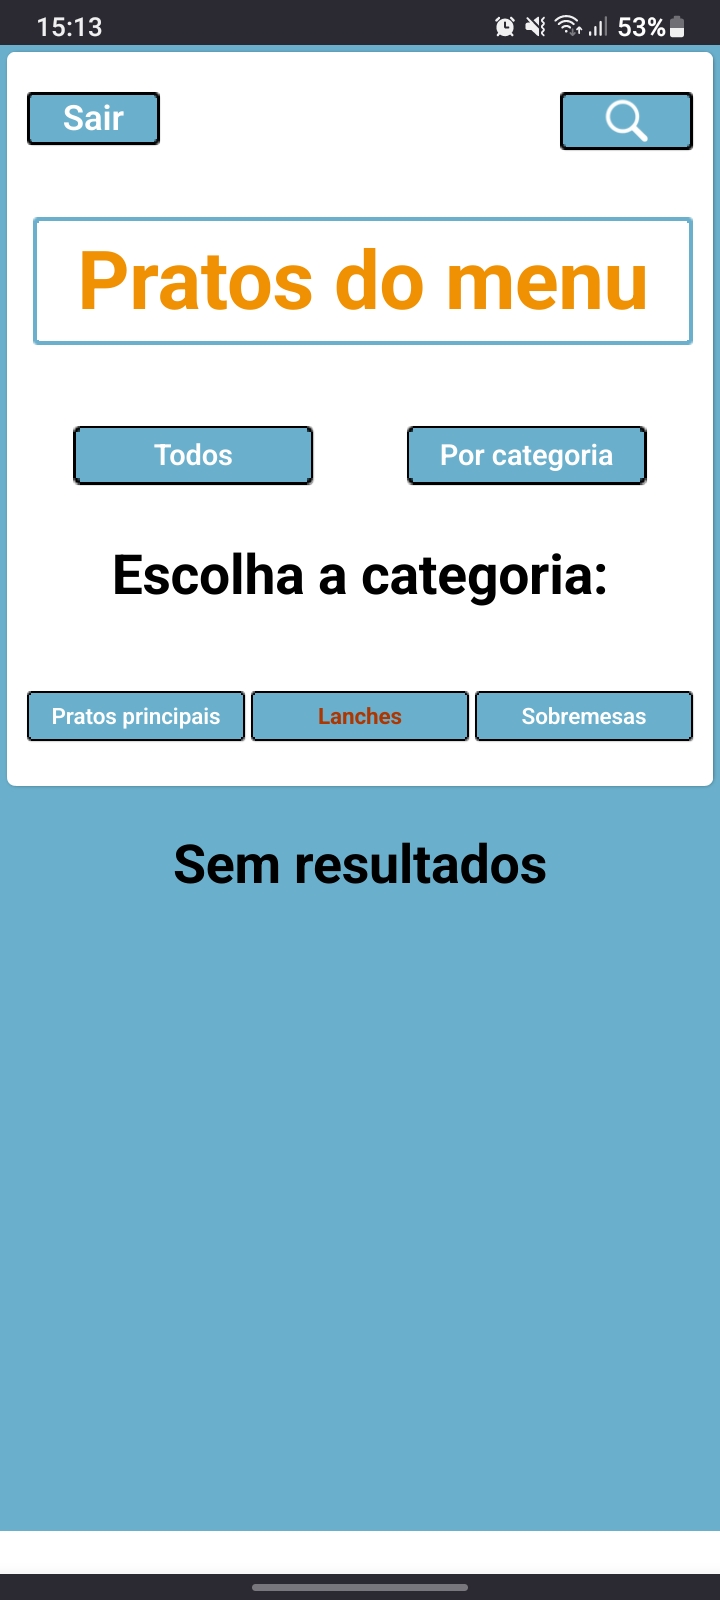 15:13
53%
Sair
Pratos do menu
Todos
Por categoria
Escolha a categoria:
Pratos principais
Lanches
Sobremesas
Sem resultados